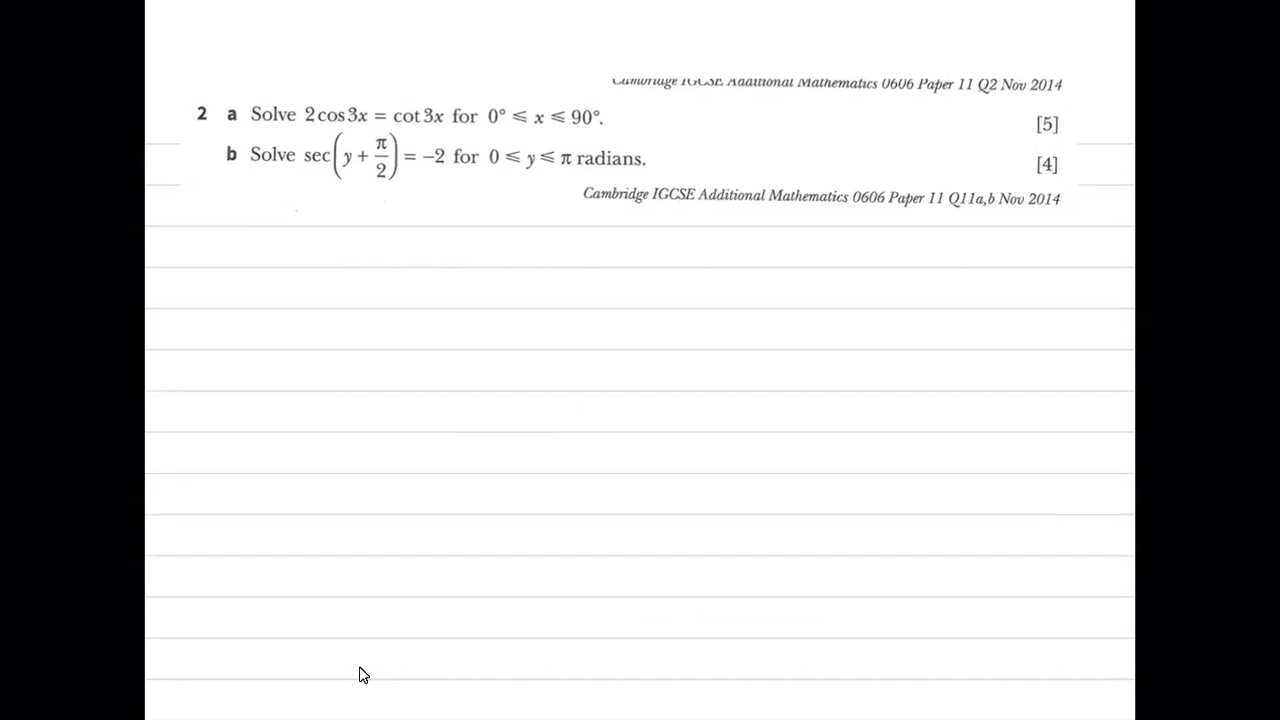 Cambridge IGCSE Additional Mathematics 0606 Paper 11 Q2 Nov 2014
2 a Solve 2 cos 3x = cot 3x for 0° ⩽ x ⩽ 90°. [5]
b Solve sec(y + π/2) = −2 for 0 ⩽ y ⩽ π radians. [4]
Cambridge IGCSE Additional Mathematics 0606 Paper 11 Q11a,b Nov 2014